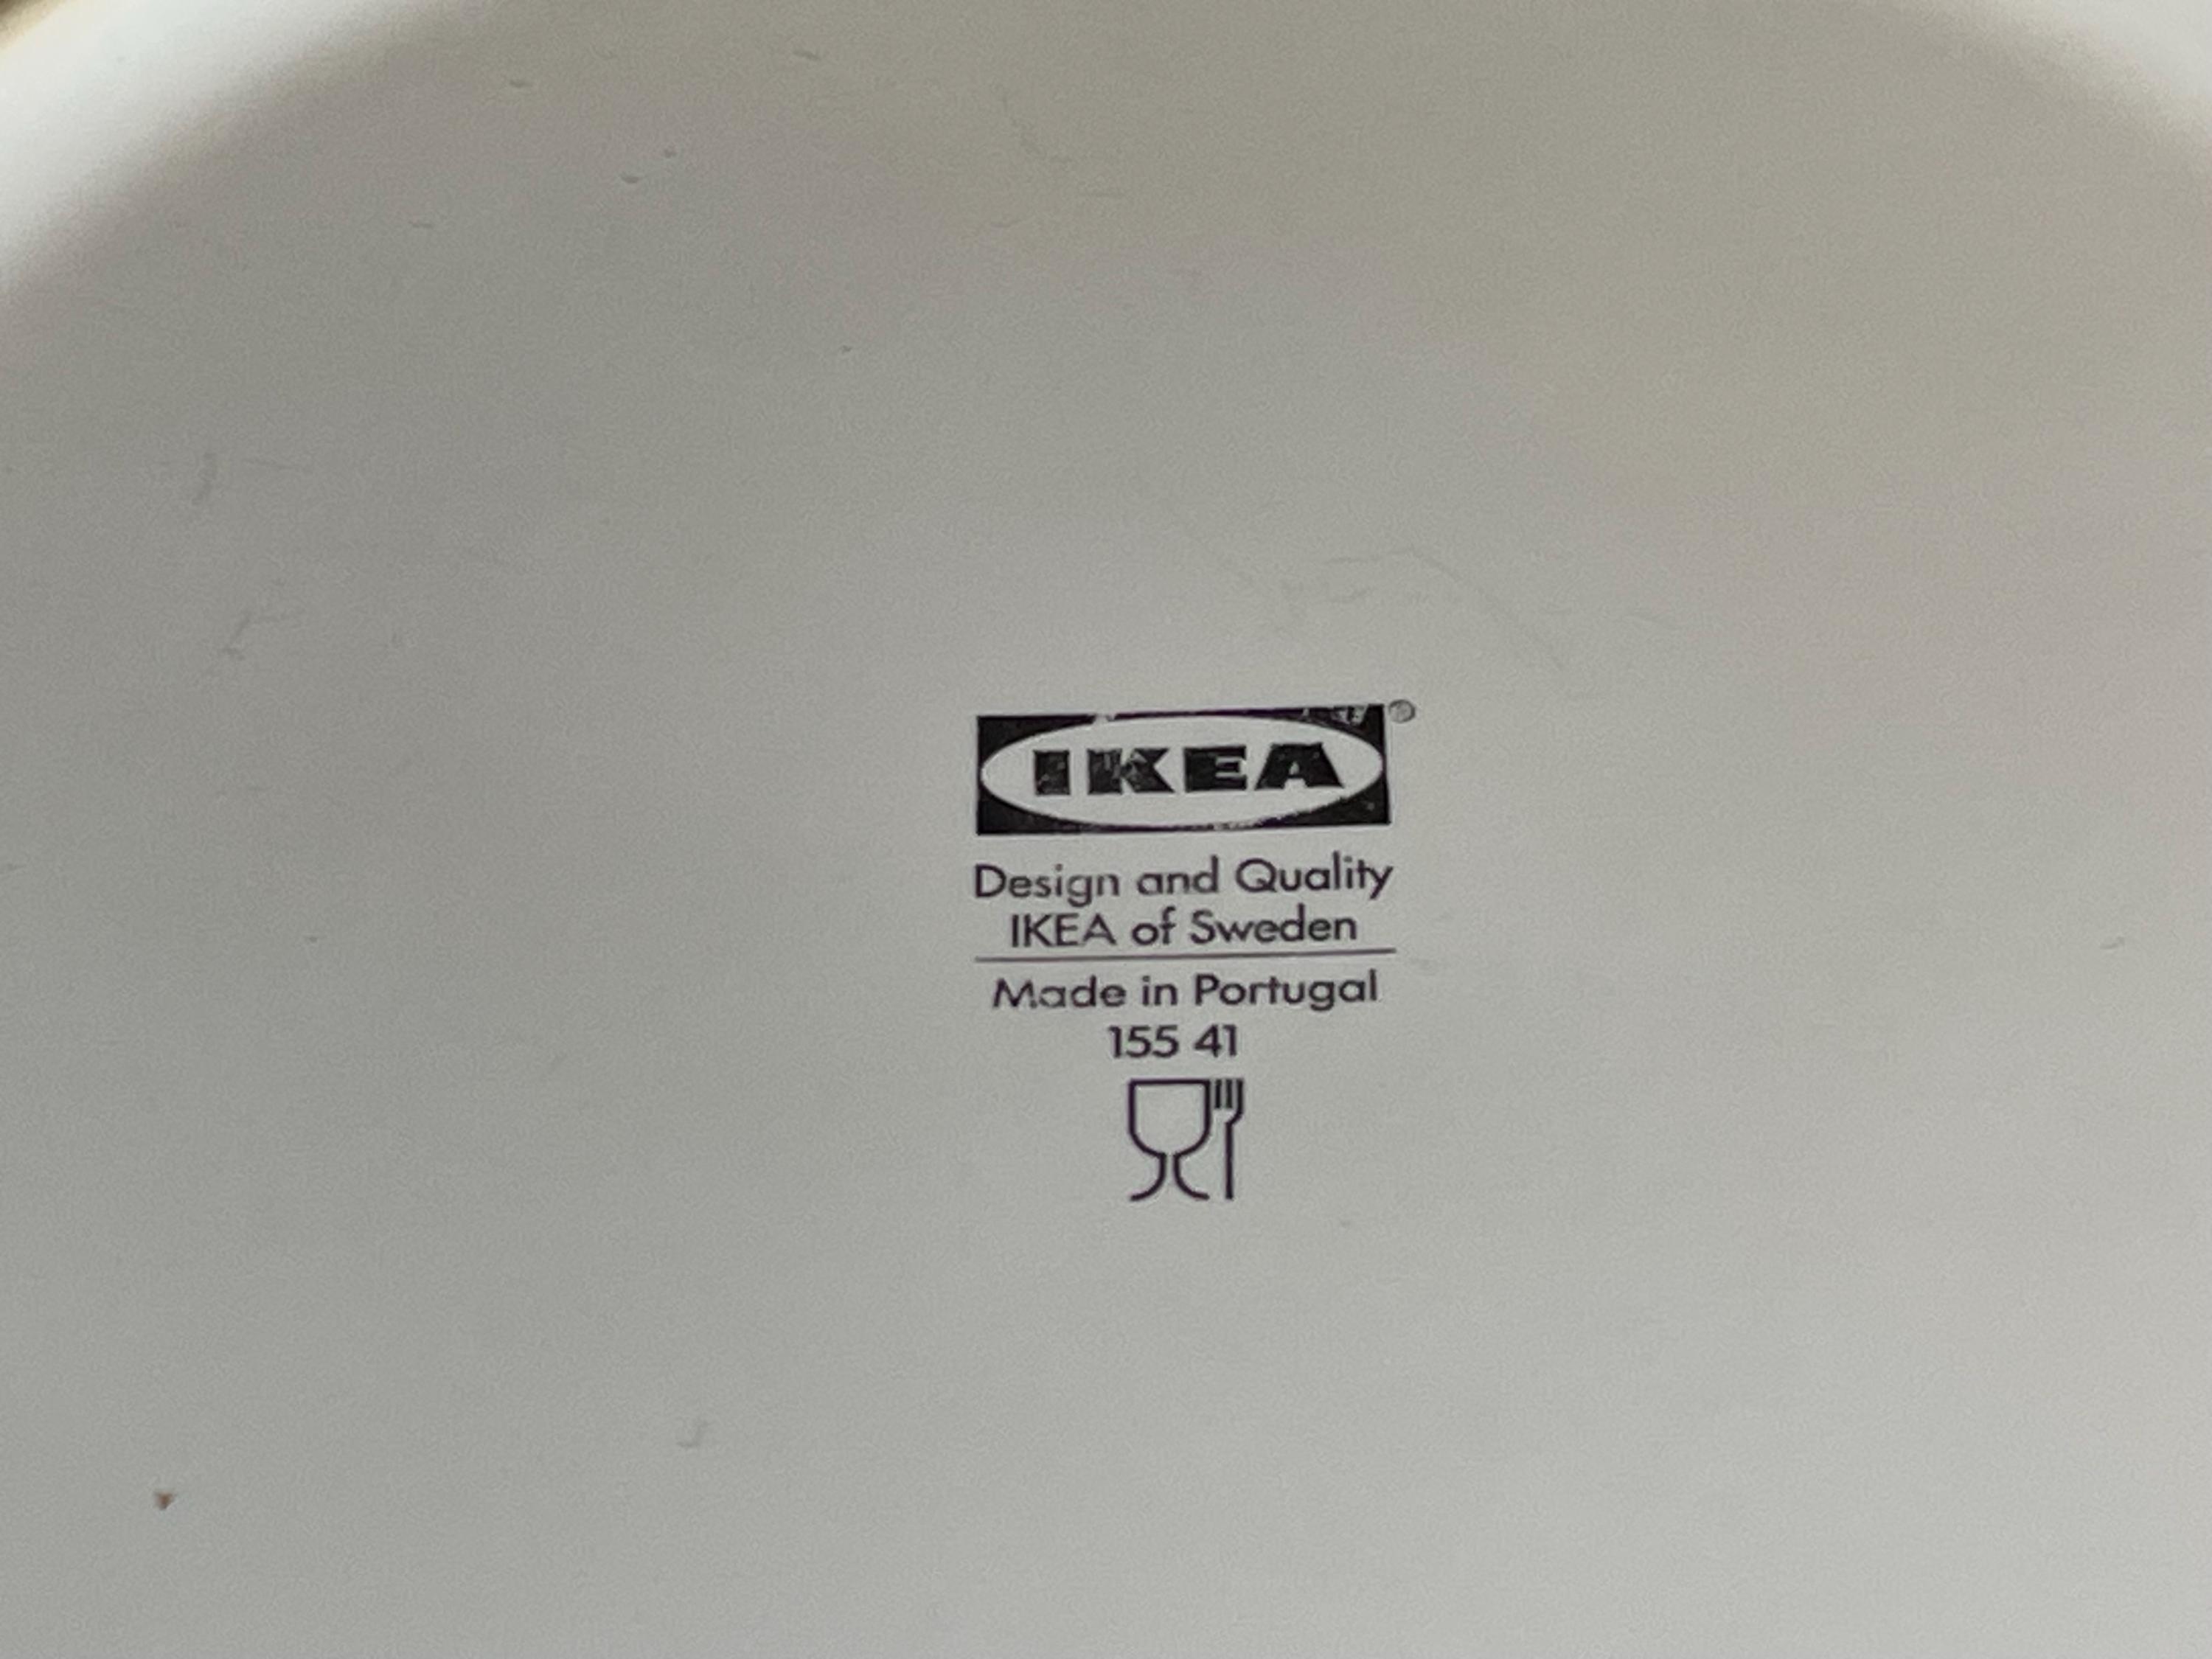 IKEA®
Design and Quality
IKEA of Sweden
Made in Portugal
155 41